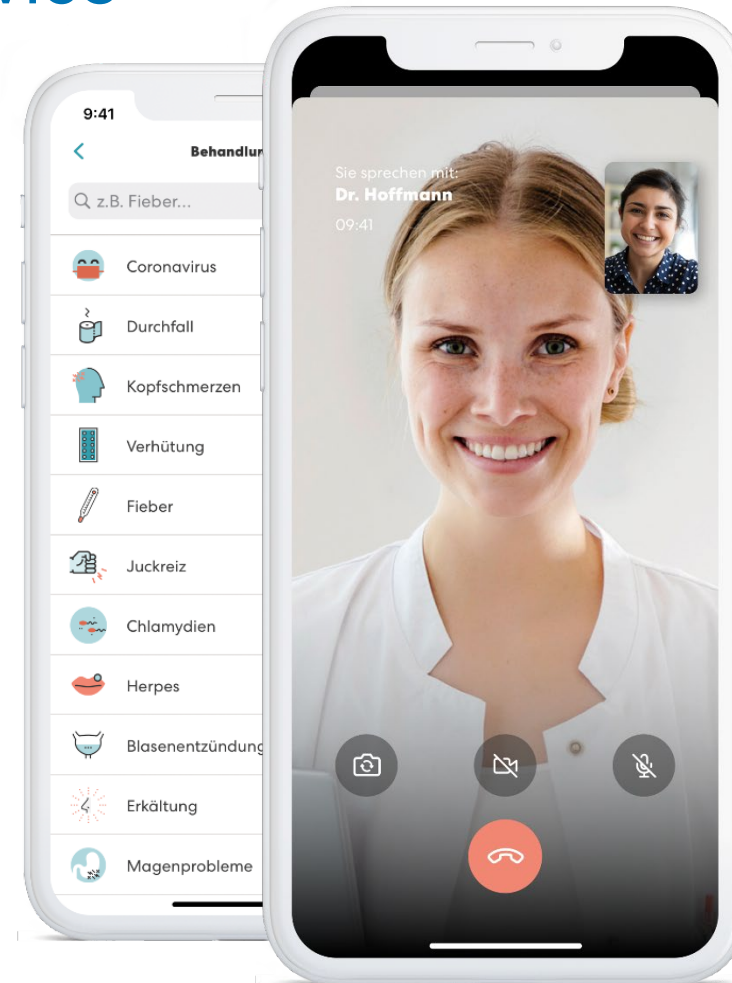 9:41
Behandlun
z.B. Fieber...
Coronavirus
Durchfall
Kopfschmerzen
Verhütung
Fieber
Juckreiz
Chlamydien
Herpes
Blasenentzündung
Erkältung
Magenprobleme
Sie sprechen mit:
Dr. Hoffmann
09:41